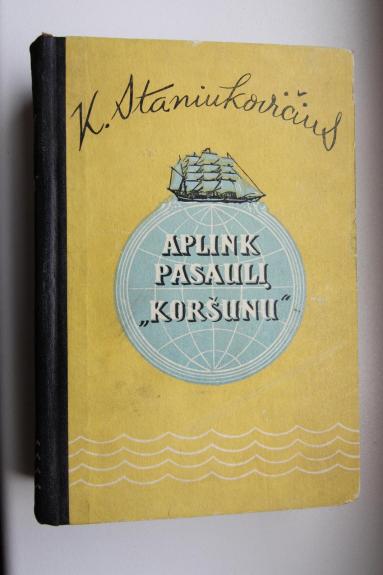 K. Staniukovičius
APLINK
PASAULĮ
„KORŠUNU“